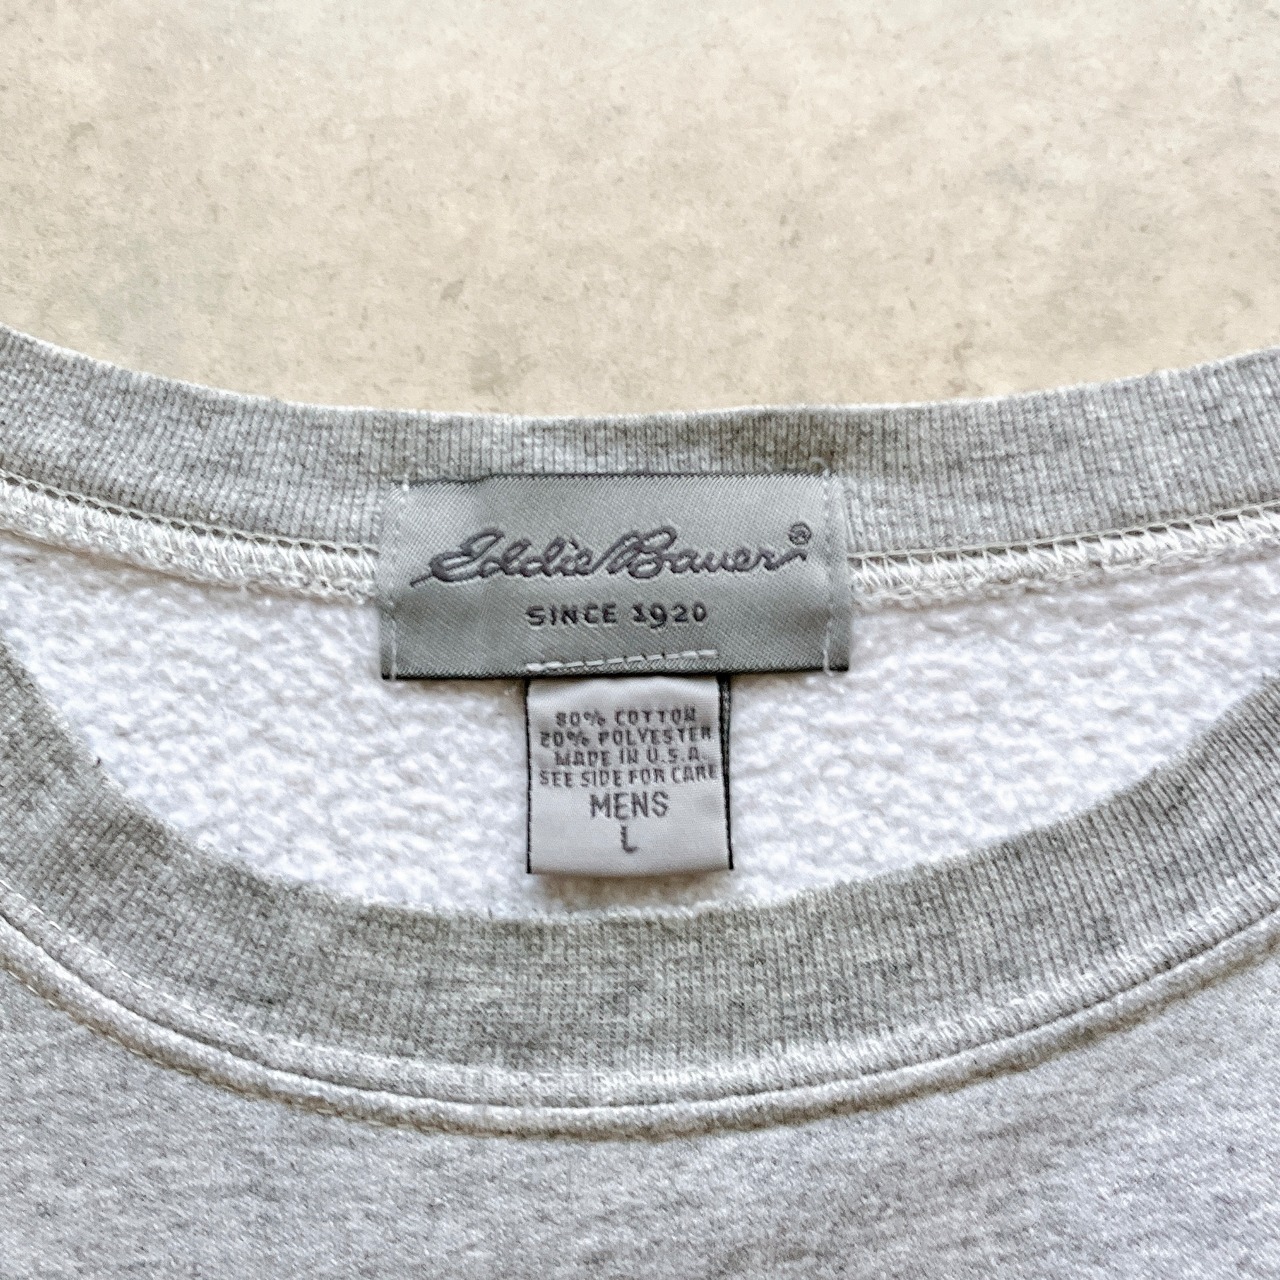 Eddie Bauer®
SINCE 1920
80% COTTON
20% POLYESTER
MADE IN U.S.A.
SEE SIDE FOR CARE
MENS
L